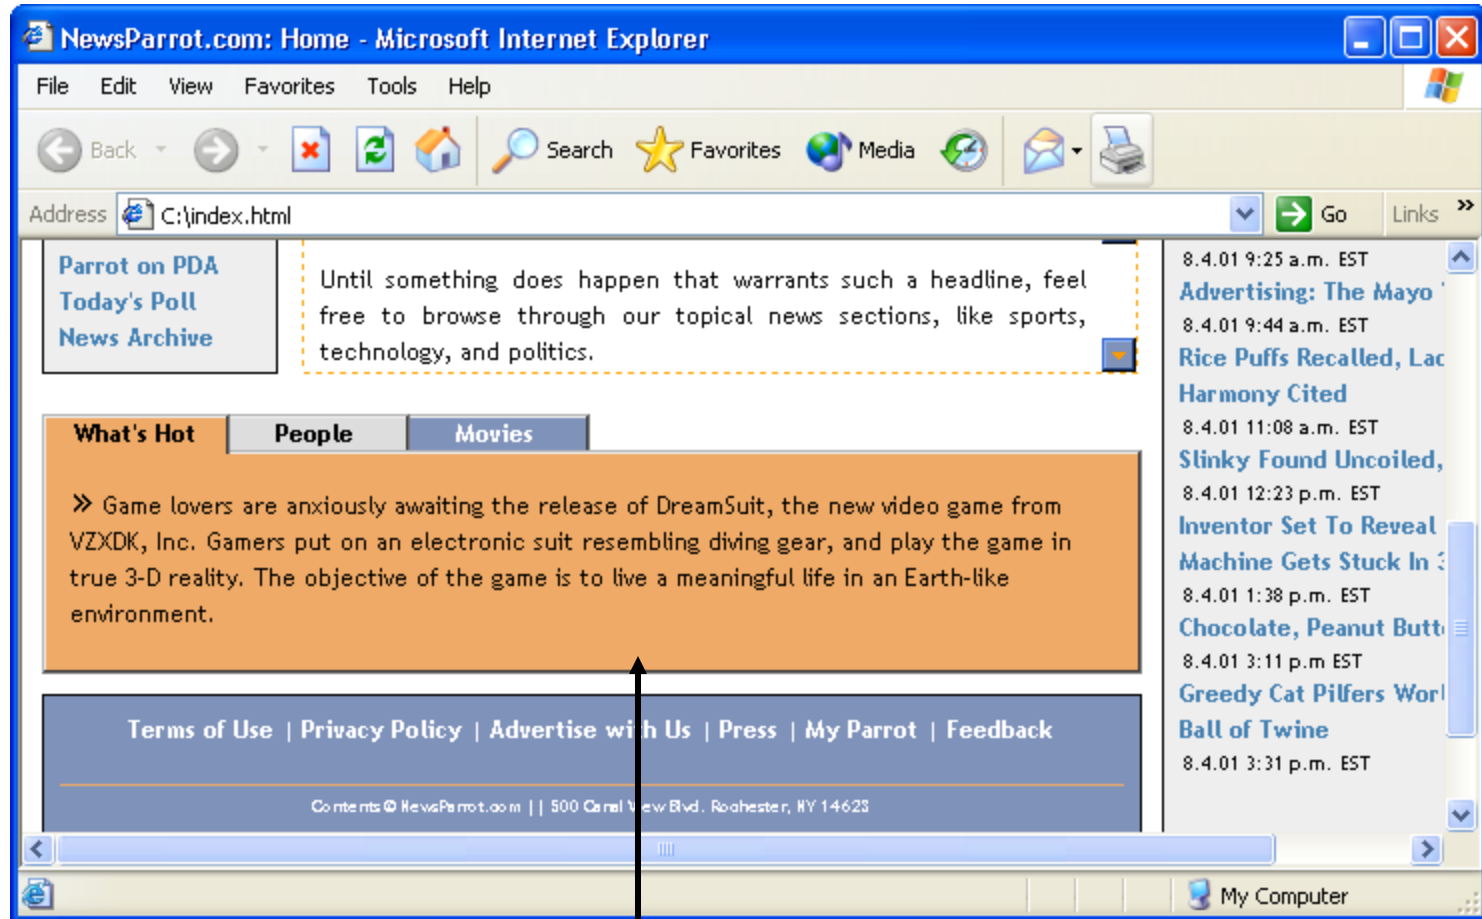 NewsParrot.com: Home - Microsoft Internet Explorer
File Edit View Favorites Tools Help
Back Search Favorites Media
Address C:\index.html Go Links »
Parrot on PDA
Today's Poll
News Archive
Until something does happen that warrants such a headline, feel
free to browse through our topical news sections, like sports,
technology, and politics.
What's Hot People Movies
» Game lovers are anxiously awaiting the release of DreamSuit, the new video game from
VZXDK, Inc. Gamers put on an electronic suit resembling diving gear, and play the game in
true 3-D reality. The objective of the game is to live a meaningful life in an Earth-like
environment.
Terms of Use | Privacy Policy | Advertise with Us | Press | My Parrot | Feedback
Contents © NewsParrot.com || 500 Canal View Blvd. Rochester, NY 14623
8.4.01 9:25 a.m. EST
Advertising: The Mayo
8.4.01 9:44 a.m. EST
Rice Puffs Recalled, Lac
Harmony Cited
8.4.01 11:08 a.m. EST
Slinky Found Uncoiled,
8.4.01 12:23 p.m. EST
Inventor Set To Reveal
Machine Gets Stuck In
8.4.01 1:38 p.m. EST
Chocolate, Peanut Butt
8.4.01 3:11 p.m EST
Greedy Cat Pilfers Worl
Ball of Twine
8.4.01 3:31 p.m. EST
My Computer